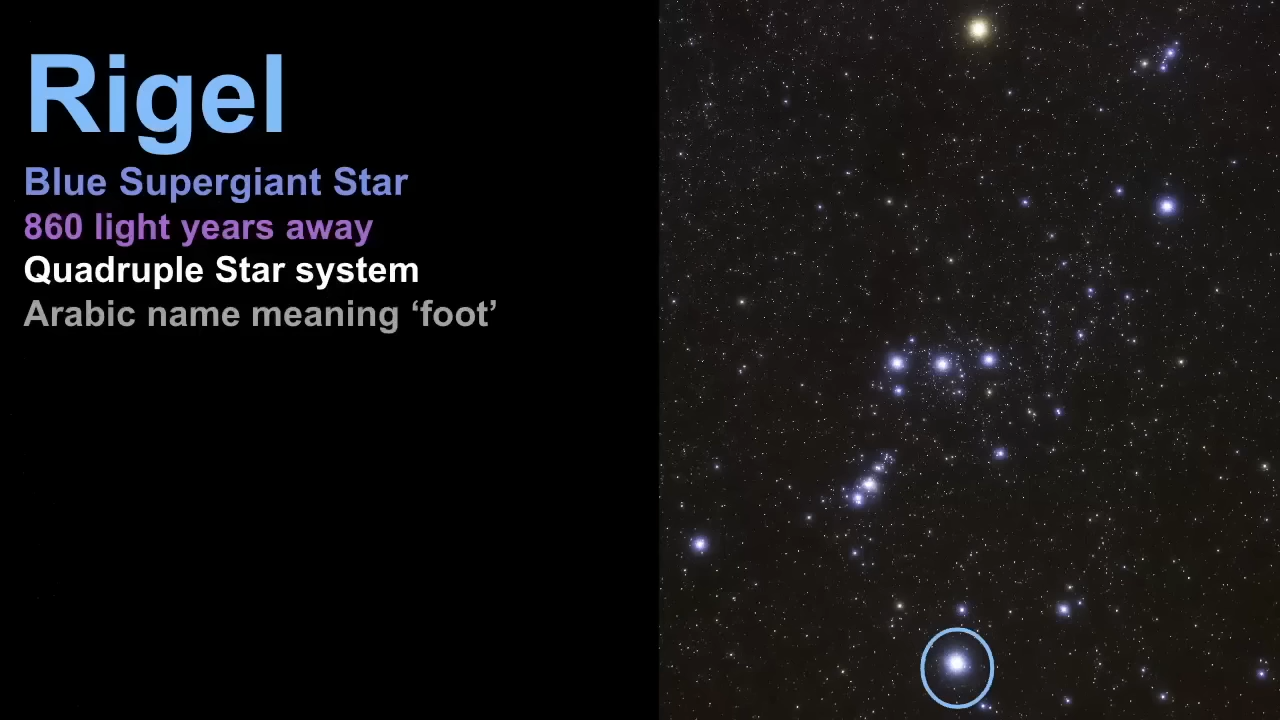 Rigel
Blue Supergiant Star
860 light years away
Quadruple Star system
Arabic name meaning ‘foot’